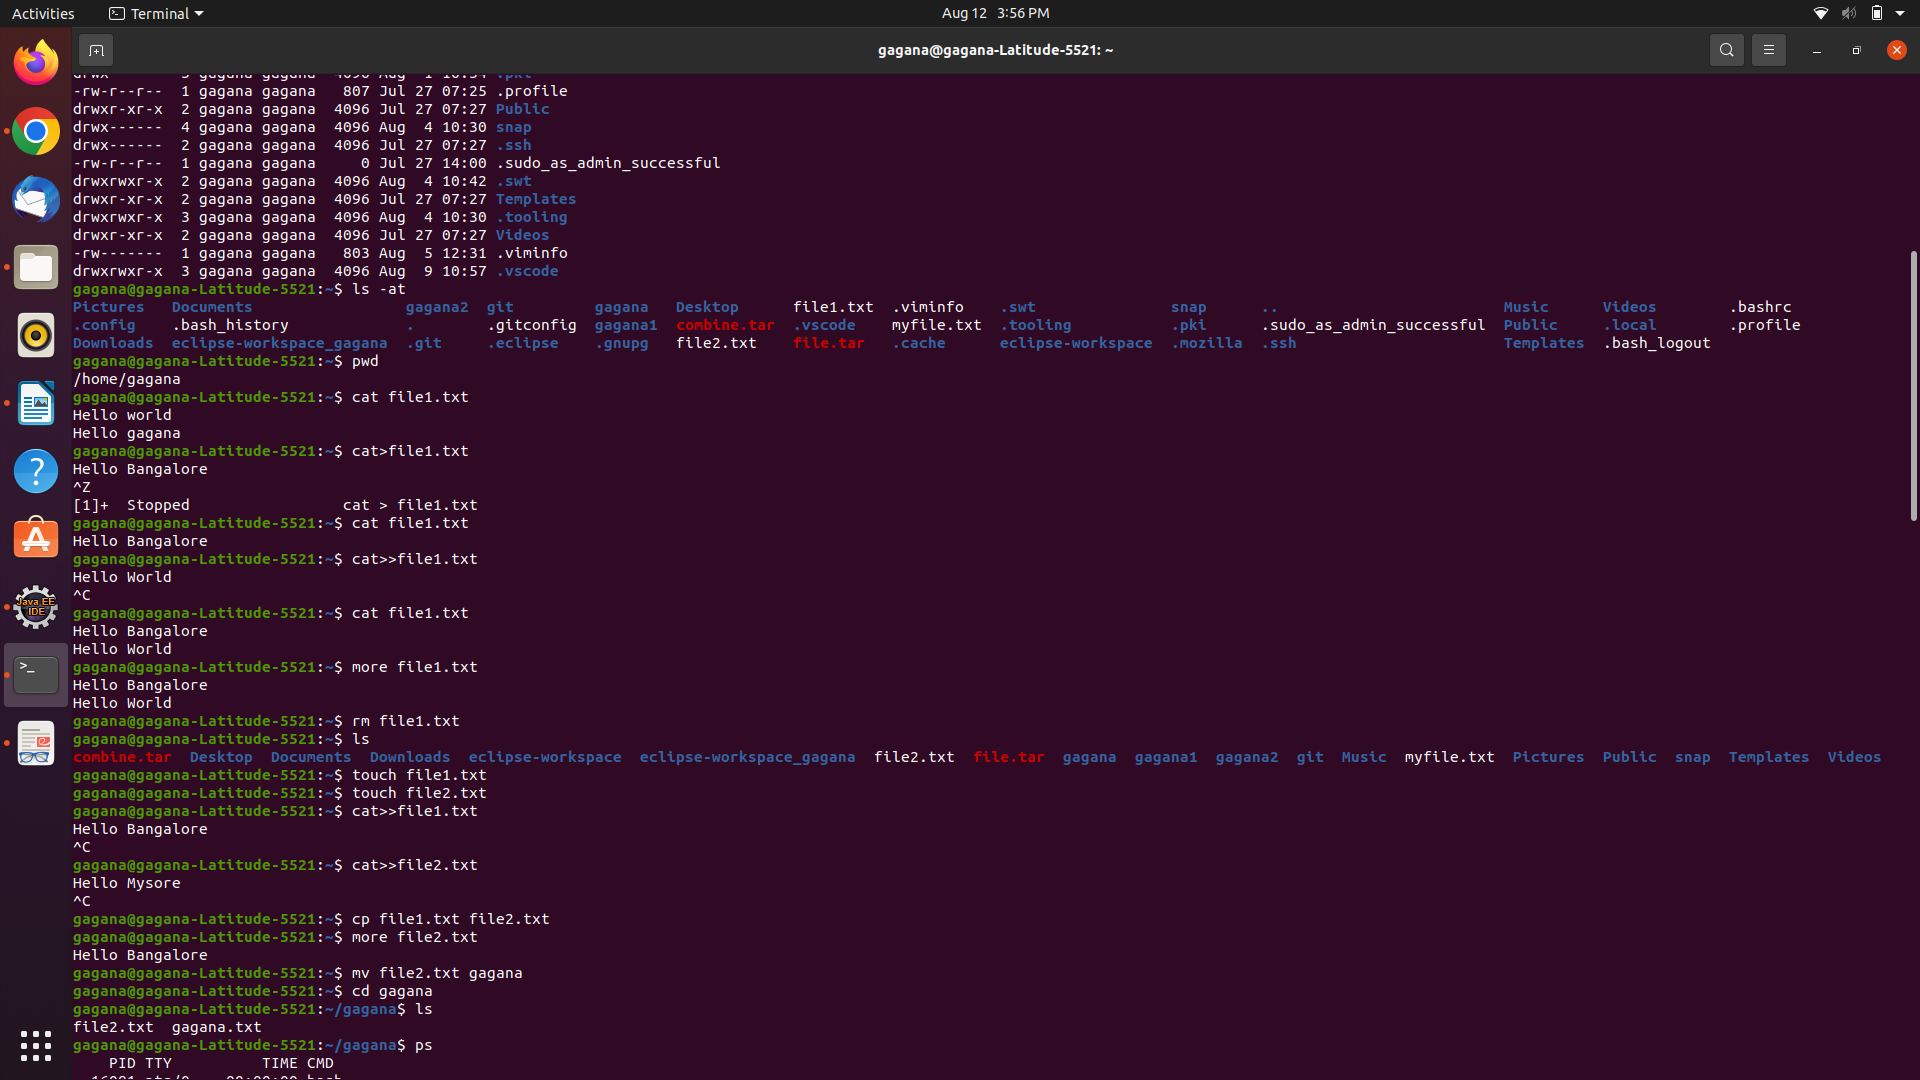 Activities Terminal Aug 12 3:56 PM
gagana@gagana-Latitude-5521: ~
-rw-r--r--  1 gagana gagana   807 Jul 27 07:25 .profile
drwxr-xr-x  2 gagana gagana  4096 Jul 27 07:27 Public
drwx------  4 gagana gagana  4096 Aug  4 10:30 snap
drwx------  2 gagana gagana  4096 Jul 27 07:27 .ssh
-rw-r--r--  1 gagana gagana     0 Jul 27 14:00 .sudo_as_admin_successful
drwxrwxr-x  2 gagana gagana  4096 Aug  4 10:42 .swt
drwxr-xr-x  2 gagana gagana  4096 Jul 27 07:27 Templates
drwxrwxr-x  3 gagana gagana  4096 Aug  4 10:30 .tooling
drwxr-xr-x  2 gagana gagana  4096 Jul 27 07:27 Videos
-rw-------  1 gagana gagana   803 Aug  5 12:31 .viminfo
drwxrwxr-x  3 gagana gagana  4096 Aug  9 10:57 .vscode
gagana@gagana-Latitude-5521:~$ ls -at
Pictures   Documents                 gagana2  git         gagana   Desktop      file1.txt  .viminfo    .swt               snap      ..                         Music      Videos        .bashrc
.config    .bash_history             .        .gitconfig  gagana1  combine.tar  .vscode    myfile.txt  .tooling           .pki      .sudo_as_admin_successful  Public     .local        .profile
Downloads  eclipse-workspace_gagana  .git     .eclipse    .gnupg   file2.txt    file.tar   .cache      eclipse-workspace  .mozilla  .ssh                       Templates  .bash_logout
gagana@gagana-Latitude-5521:~$ pwd
/home/gagana
gagana@gagana-Latitude-5521:~$ cat file1.txt
Hello world
Hello gagana
gagana@gagana-Latitude-5521:~$ cat>file1.txt
Hello Bangalore
^Z
[1]+  Stopped                 cat > file1.txt
gagana@gagana-Latitude-5521:~$ cat file1.txt
Hello Bangalore
gagana@gagana-Latitude-5521:~$ cat>>file1.txt
Hello World
^C
gagana@gagana-Latitude-5521:~$ cat file1.txt
Hello Bangalore
Hello World
gagana@gagana-Latitude-5521:~$ more file1.txt
Hello Bangalore
Hello World
gagana@gagana-Latitude-5521:~$ rm file1.txt
gagana@gagana-Latitude-5521:~$ ls
combine.tar  Desktop  Documents  Downloads  eclipse-workspace  eclipse-workspace_gagana  file2.txt  file.tar  gagana  gagana1  gagana2  git  Music  myfile.txt  Pictures  Public  snap  Templates  Videos
gagana@gagana-Latitude-5521:~$ touch file1.txt
gagana@gagana-Latitude-5521:~$ touch file2.txt
gagana@gagana-Latitude-5521:~$ cat>>file1.txt
Hello Bangalore
^C
gagana@gagana-Latitude-5521:~$ cat>>file2.txt
Hello Mysore
^C
gagana@gagana-Latitude-5521:~$ cp file1.txt file2.txt
gagana@gagana-Latitude-5521:~$ more file2.txt
Hello Bangalore
gagana@gagana-Latitude-5521:~$ mv file2.txt gagana
gagana@gagana-Latitude-5521:~$ cd gagana
gagana@gagana-Latitude-5521:~/gagana$ ls
file2.txt  gagana.txt
gagana@gagana-Latitude-5521:~/gagana$ ps
PID TTY          TIME CMD
Java EE
IDE